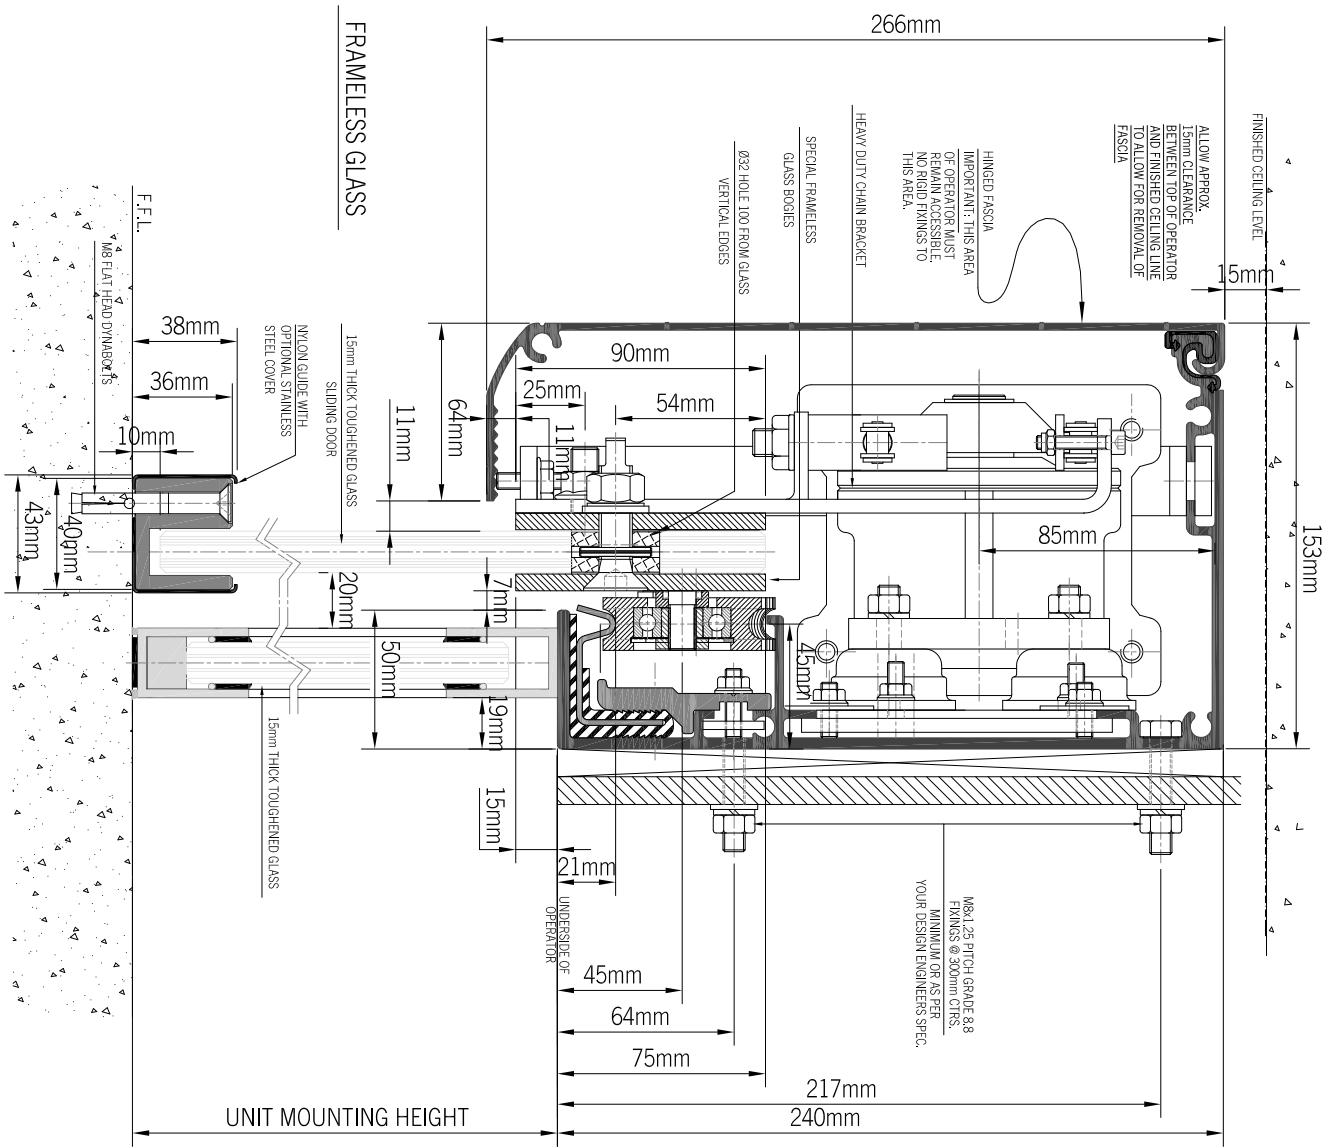 266mm
FRAMELESS GLASS
FINISHED CEILING LEVEL
ALLOW APPROX.
15mm CLEARANCE
BETWEEN TOP OF OPERATOR
AND FINISHED CEILING LINE
TO ALLOW FOR REMOVAL OF
FASCIA
HINGED FASCIA
IMPORTANT: THIS AREA
OF OPERATOR MUST
REMAIN ACCESSIBLE.
NO RIGID FIXINGS TO
THIS AREA.
HEAVY DUTY CHAIN BRACKET
SPECIAL FRAMELESS
GLASS BOGIES
Ø32 HOLE 100 FROM GLASS
VERTICAL EDGES
F.F.L.
M8 FLAT HEAD DYNABOLTS
15mm
38mm
36mm
10mm
NYLON GUIDE WITH
OPTIONAL STAINLESS
STEEL COVER
15mm THICK TOUGHENED GLASS
SLIDING DOOR
90mm
25mm
54mm
64mm
11mm
11mm
43mm
40mm
85mm
153mm
20mm
7mm
50mm
45mm
19mm
15mm THICK TOUGHENED GLASS
15mm
21mm
UNDERSIDE OF
OPERATOR
M8x1.25 PITCH GRADE 8.8
FIXINGS @ 300mm CTRS.
MINIMUM OR AS PER
YOUR DESIGN ENGINEERS SPEC.
45mm
64mm
75mm
217mm
240mm
UNIT MOUNTING HEIGHT